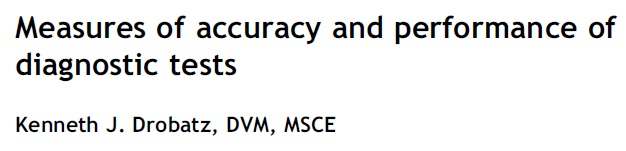 Measures of accuracy and performance of
diagnostic tests
Kenneth J. Drobatz, DVM, MSCE